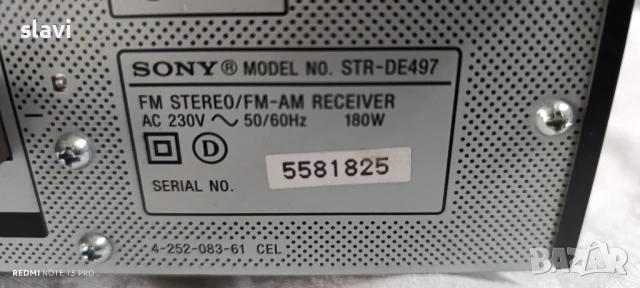 slavi
SONY® MODEL NO. STR-DE497
FM STEREO/FM-AM RECEIVER
AC 230V ~ 50/60Hz 180W
D
SERIAL NO. 5581825
4-252-083-61 CEL
REDMI NOTE 13 PRO
BAZAR